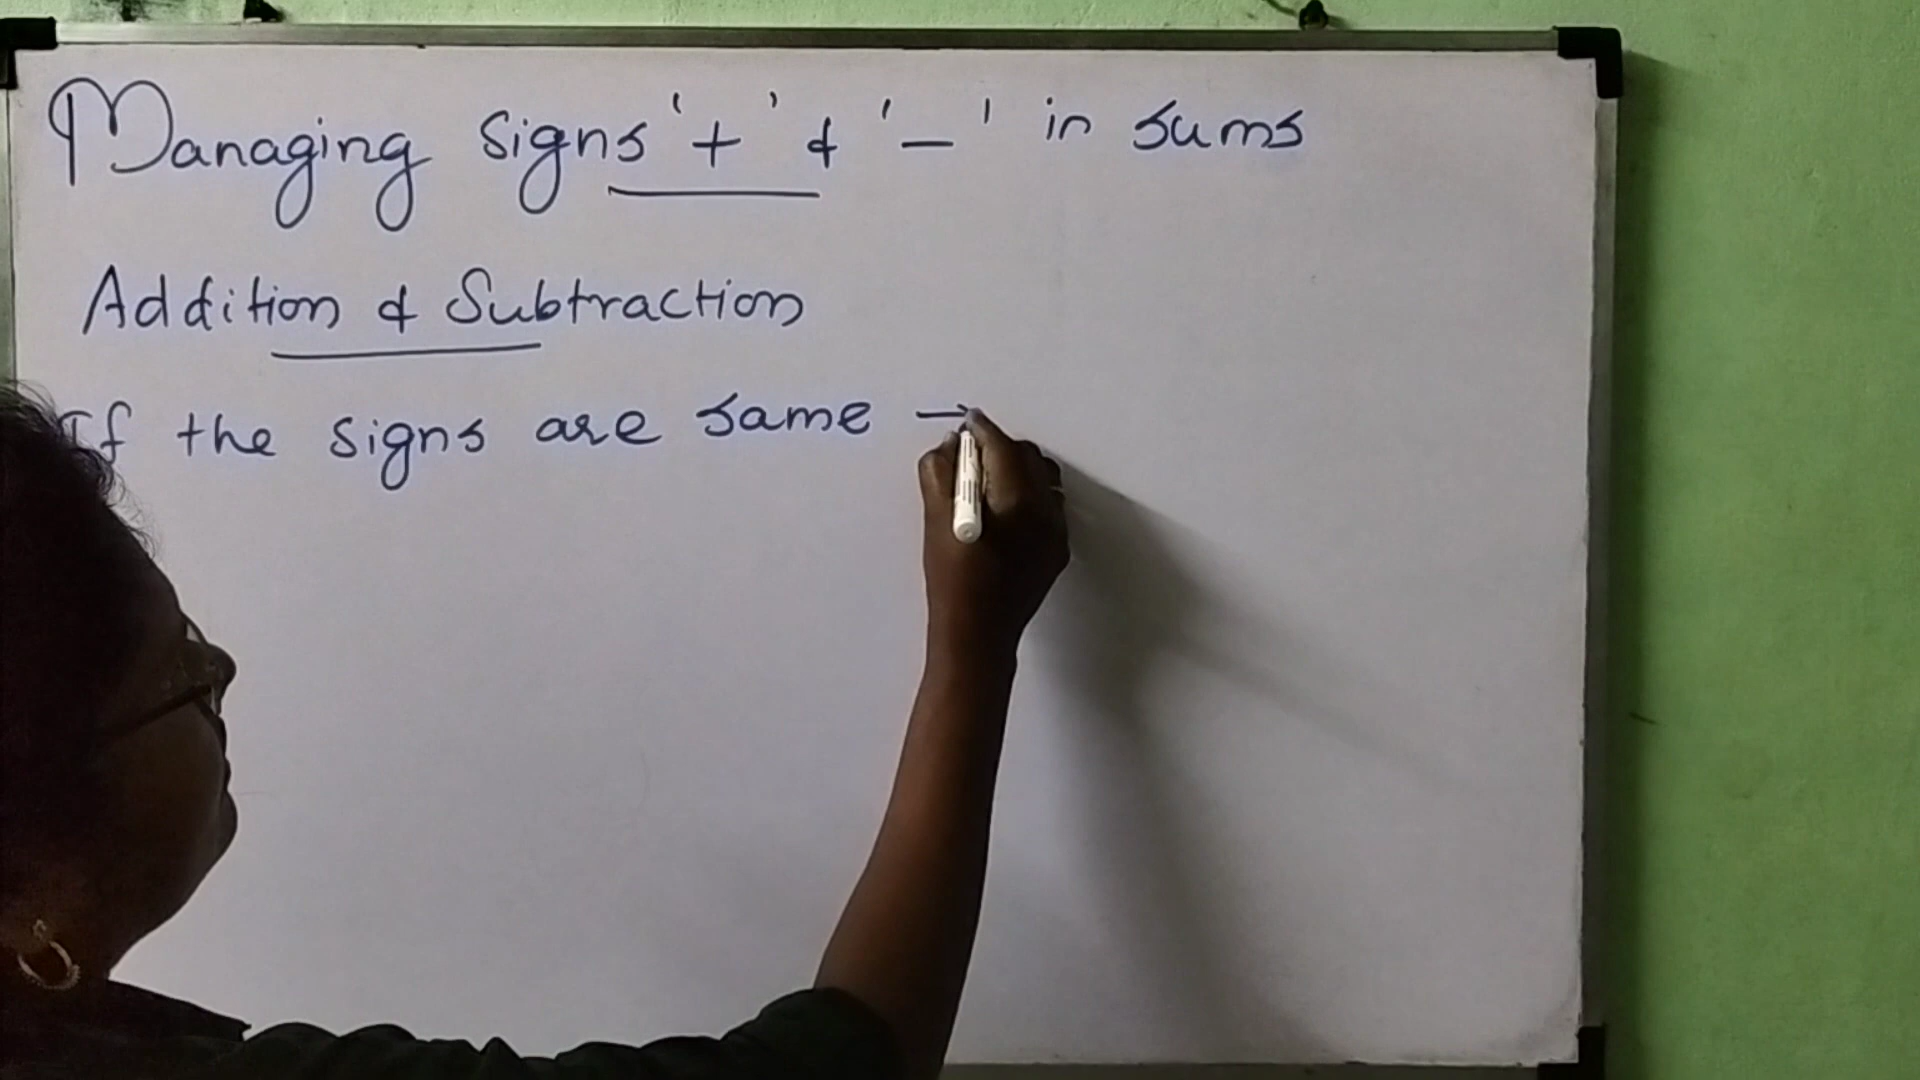 Managing signs '+' & '-' in sums
Addition & Subtraction
If the signs are same →